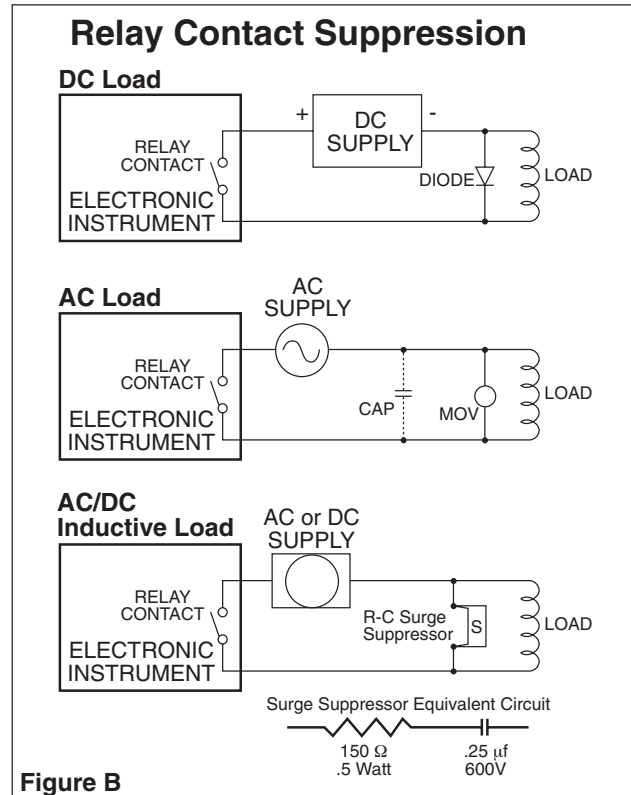 Relay Contact Suppression
DC Load
RELAY
CONTACT
ELECTRONIC
INSTRUMENT
+
DC
SUPPLY
-
DIODE
LOAD
AC Load
AC
SUPPLY
RELAY
CONTACT
ELECTRONIC
INSTRUMENT
CAP
MOV
LOAD
AC/DC
Inductive Load
AC or DC
SUPPLY
RELAY
CONTACT
ELECTRONIC
INSTRUMENT
R-C Surge
Suppressor
S
LOAD
Surge Suppressor Equivalent Circuit
150 Ω
.5 Watt
.25 µf
600V
Figure B